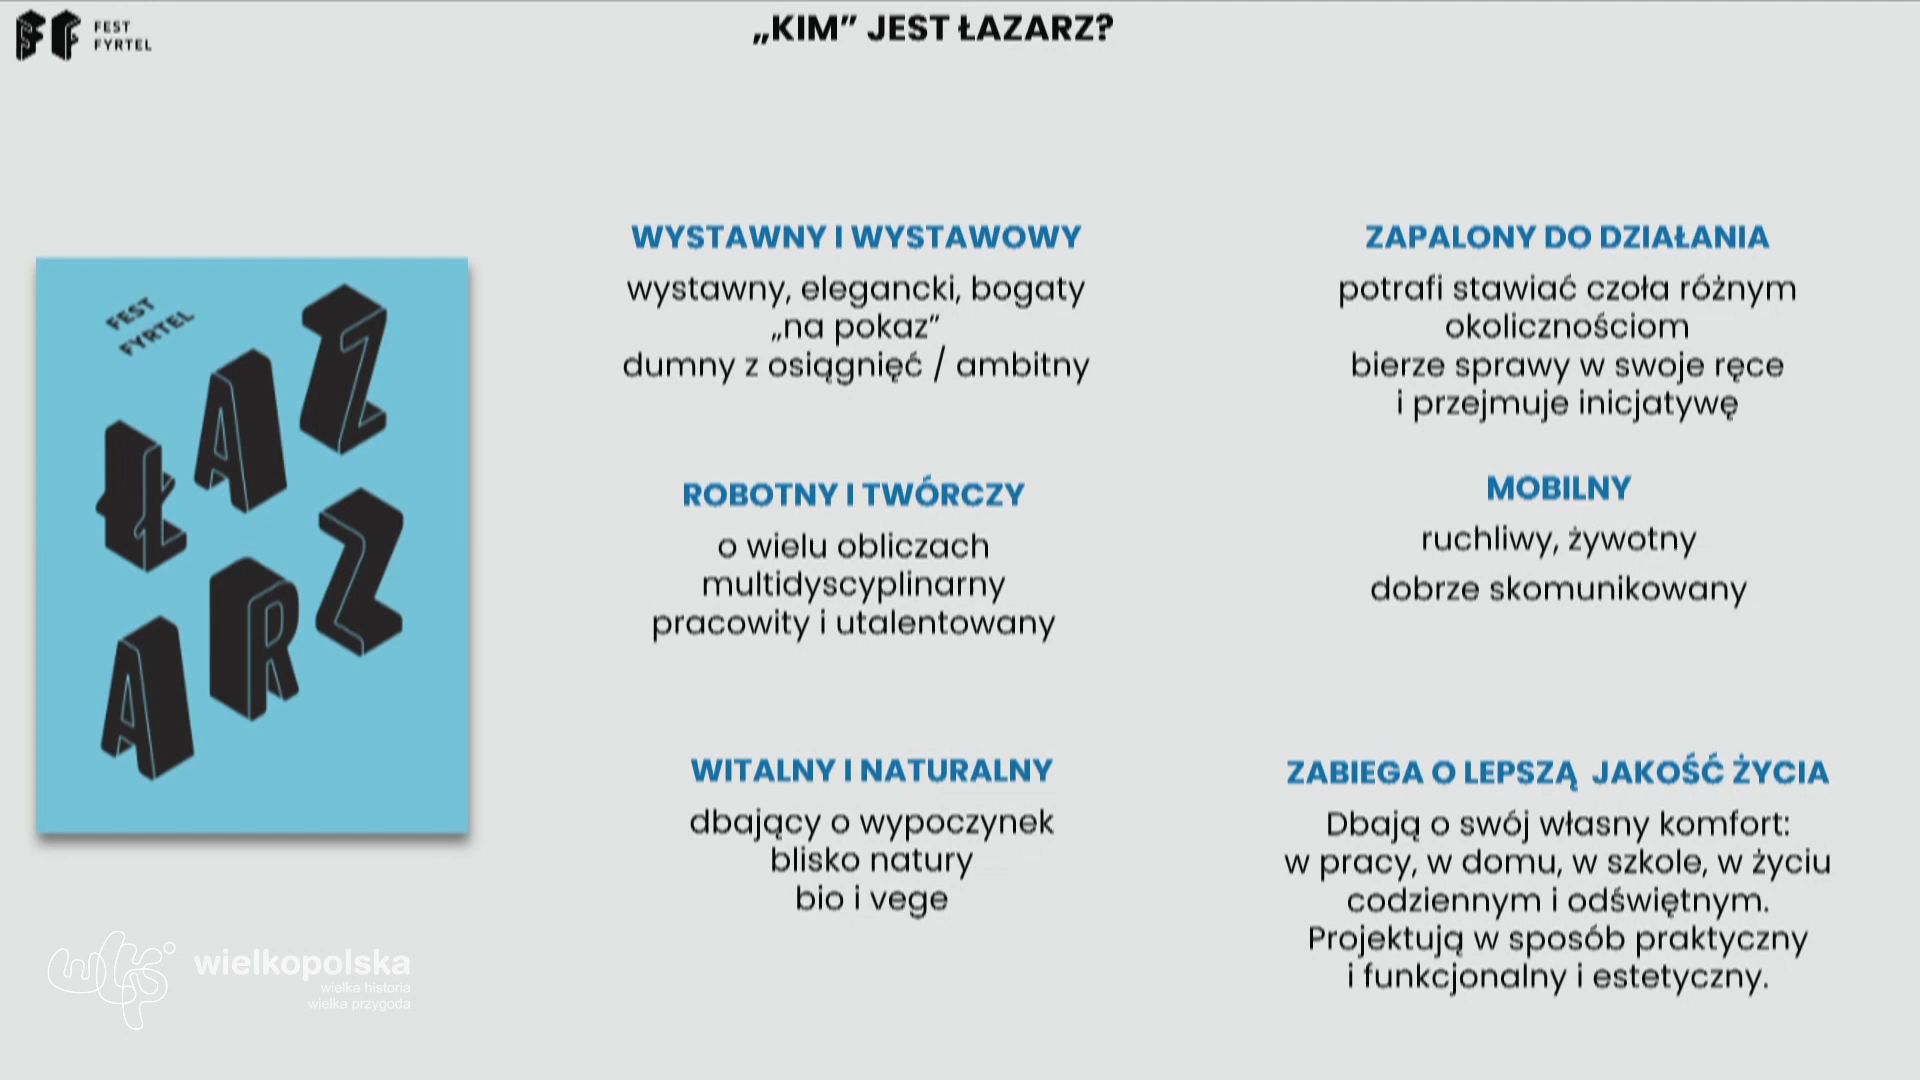 FEST
FYRTEL
„KIM” JEST ŁAZARZ?
FEST
FYRTEL
ŁAZ
ARZ
WYSTAWNY I WYSTAWOWY
wystawny, elegancki, bogaty
„na pokaz”
dumny z osiągnięć / ambitny
ROBOTNY I TWÓRCZY
o wielu obliczach
multidyscyplinarny
pracowity i utalentowany
WITALNY I NATURALNY
dbający o wypoczynek
blisko natury
bio i vege
ZAPALONY DO DZIAŁANIA
potrafi stawiać czoła różnym
okolicznościom
bierze sprawy w swoje ręce
i przejmuje inicjatywę
MOBILNY
ruchliwy, żywotny
dobrze skomunikowany
ZABIEGA O LEPSZĄ JAKOŚĆ ŻYCIA
Dbają o swój własny komfort:
w pracy, w domu, w szkole, w życiu
codziennym i odświętnym.
Projektują w sposób praktyczny
i funkcjonalny i estetyczny.
wielkopolska
wielka historia
wielka przygoda